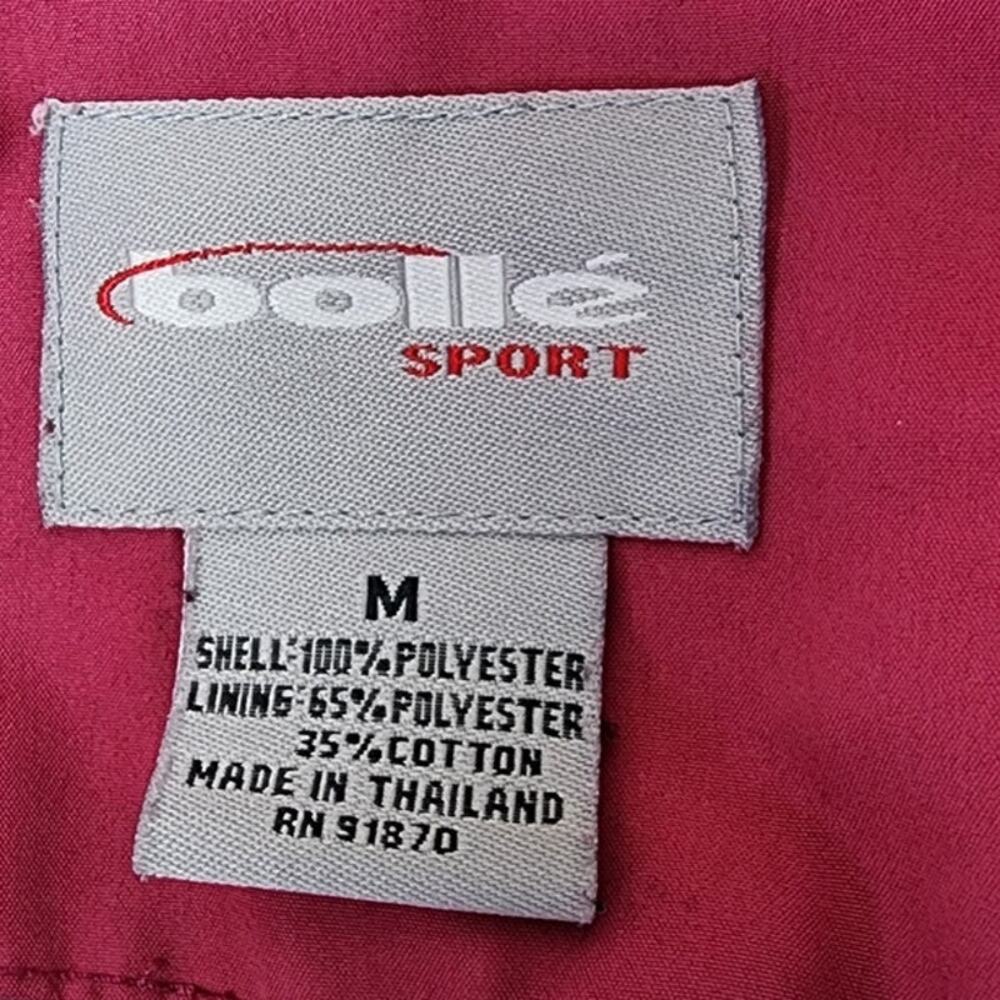 bollé
SPORT
M
SHELL:100%POLYESTER
LINING:65%POLYESTER
35%COTTON
MADE IN THAILAND
RN 91870